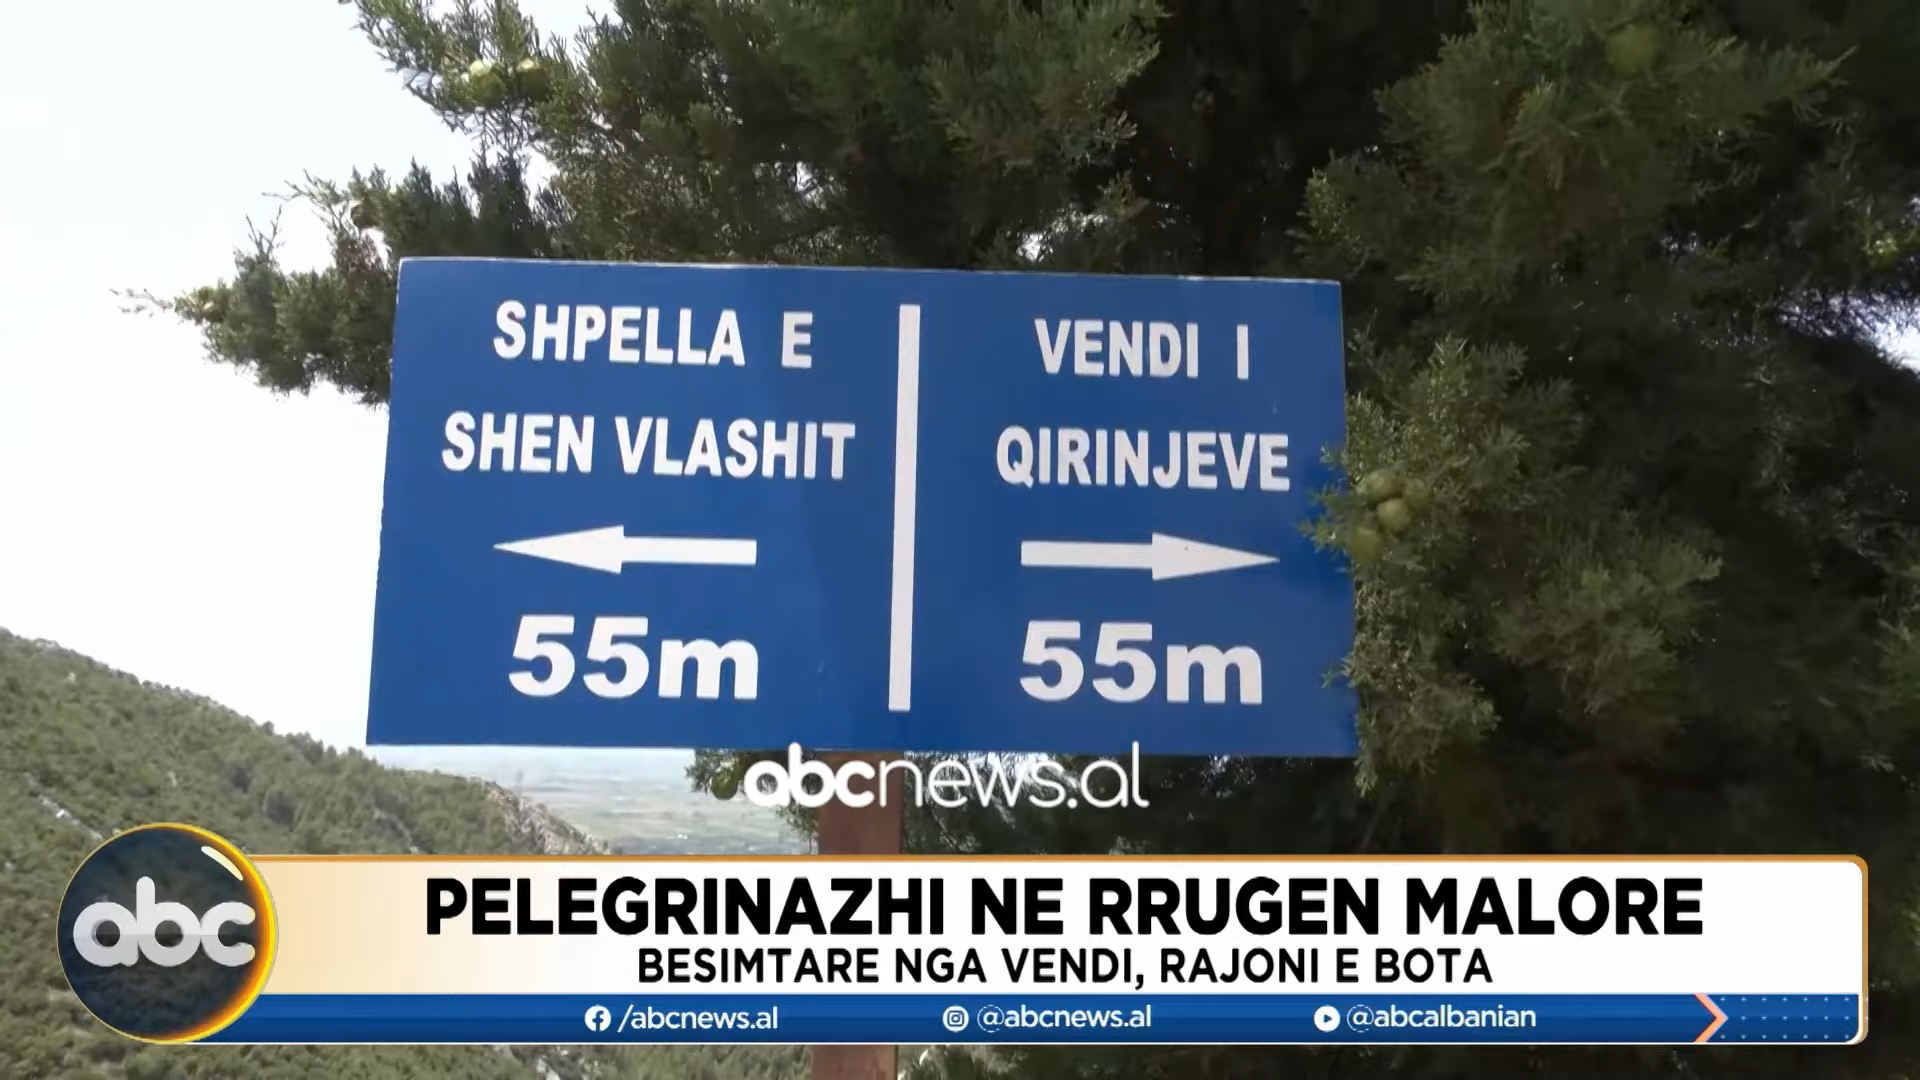 SHPELLA E
SHEN VLASHIT
55m
VENDI I
QIRINJEVE
55m
abcnews.al
abc
PELEGRINAZHI NE RRUGEN MALORE
BESIMTARE NGA VENDI, RAJONI E BOTA
/abcnews.al
@abcnews.al
@abcalbanian